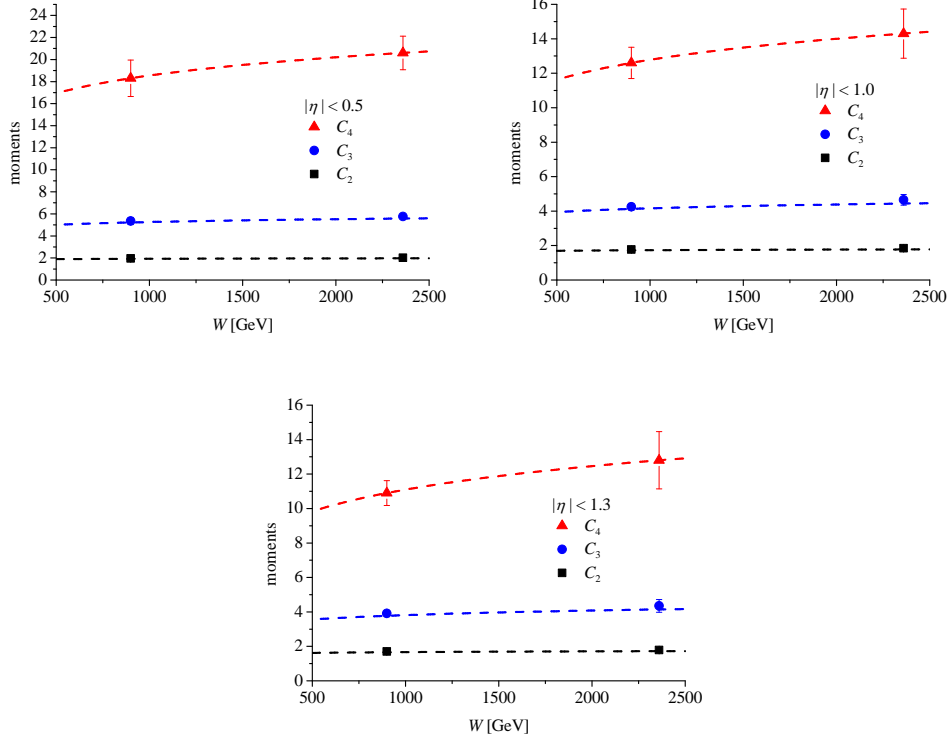 24
22
20
18
16
14
12
10
8
6
4
2
0
moments
|η| < 0.5
C₄
C₃
C₂
500 1000 1500 2000 2500
W [GeV]
16
14
12
10
8
6
4
2
0
moments
|η| < 1.0
C₄
C₃
C₂
500 1000 1500 2000 2500
W [GeV]
16
14
12
10
8
6
4
2
0
moments
|η| < 1.3
C₄
C₃
C₂
500 1000 1500 2000 2500
W [GeV]